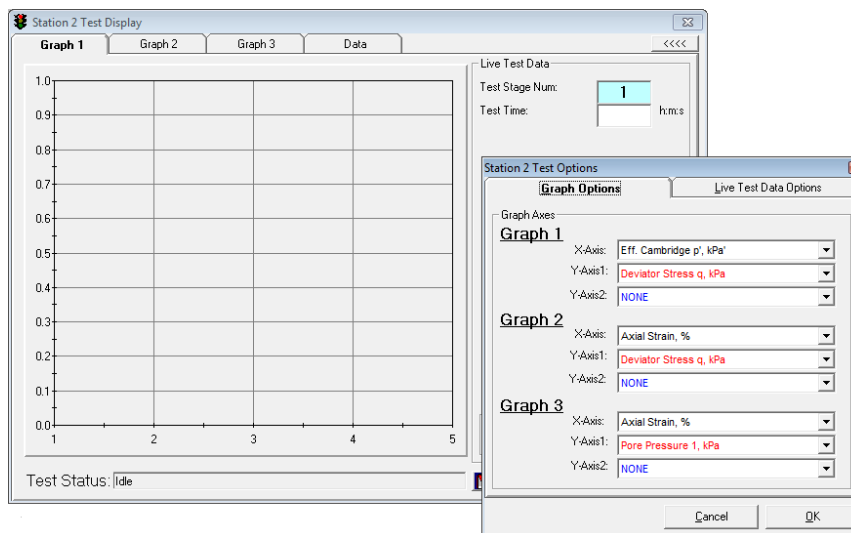 Station 2 Test Display
Graph 1 Graph 2 Graph 3 Data <<<<
Live Test Data
Test Stage Num: 1
Test Time: h:m:s
1.0
0.9
0.8
0.7
0.6
0.5
0.4
0.3
0.2
0.1
0.0
1 2 3 4 5
Test Status: Idle
Station 2 Test Options
Graph Options Live Test Data Options
Graph Axes
Graph 1
X-Axis: Eff. Cambridge p', kPa'
Y-Axis1: Deviator Stress q, kPa
Y-Axis2: NONE
Graph 2
X-Axis: Axial Strain, %
Y-Axis1: Deviator Stress q, kPa
Y-Axis2: NONE
Graph 3
X-Axis: Axial Strain, %
Y-Axis1: Pore Pressure 1, kPa
Y-Axis2: NONE
Cancel OK